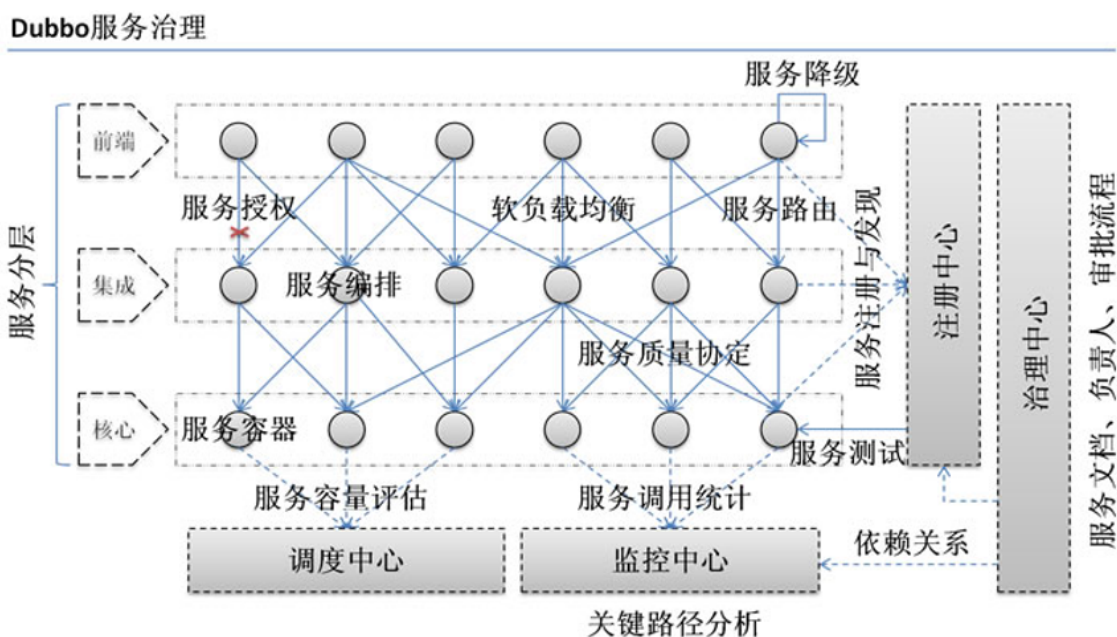 Dubbo服务治理
服务降级
前端
服务授权
软负载均衡
服务路由
服务分层
集成
服务编排
服务注册与发现
注册中心
治理中心
服务文档、负责人、审批流程
服务质量协定
核心
服务容器
服务测试
服务容量评估
服务调用统计
调度中心
监控中心
依赖关系
关键路径分析